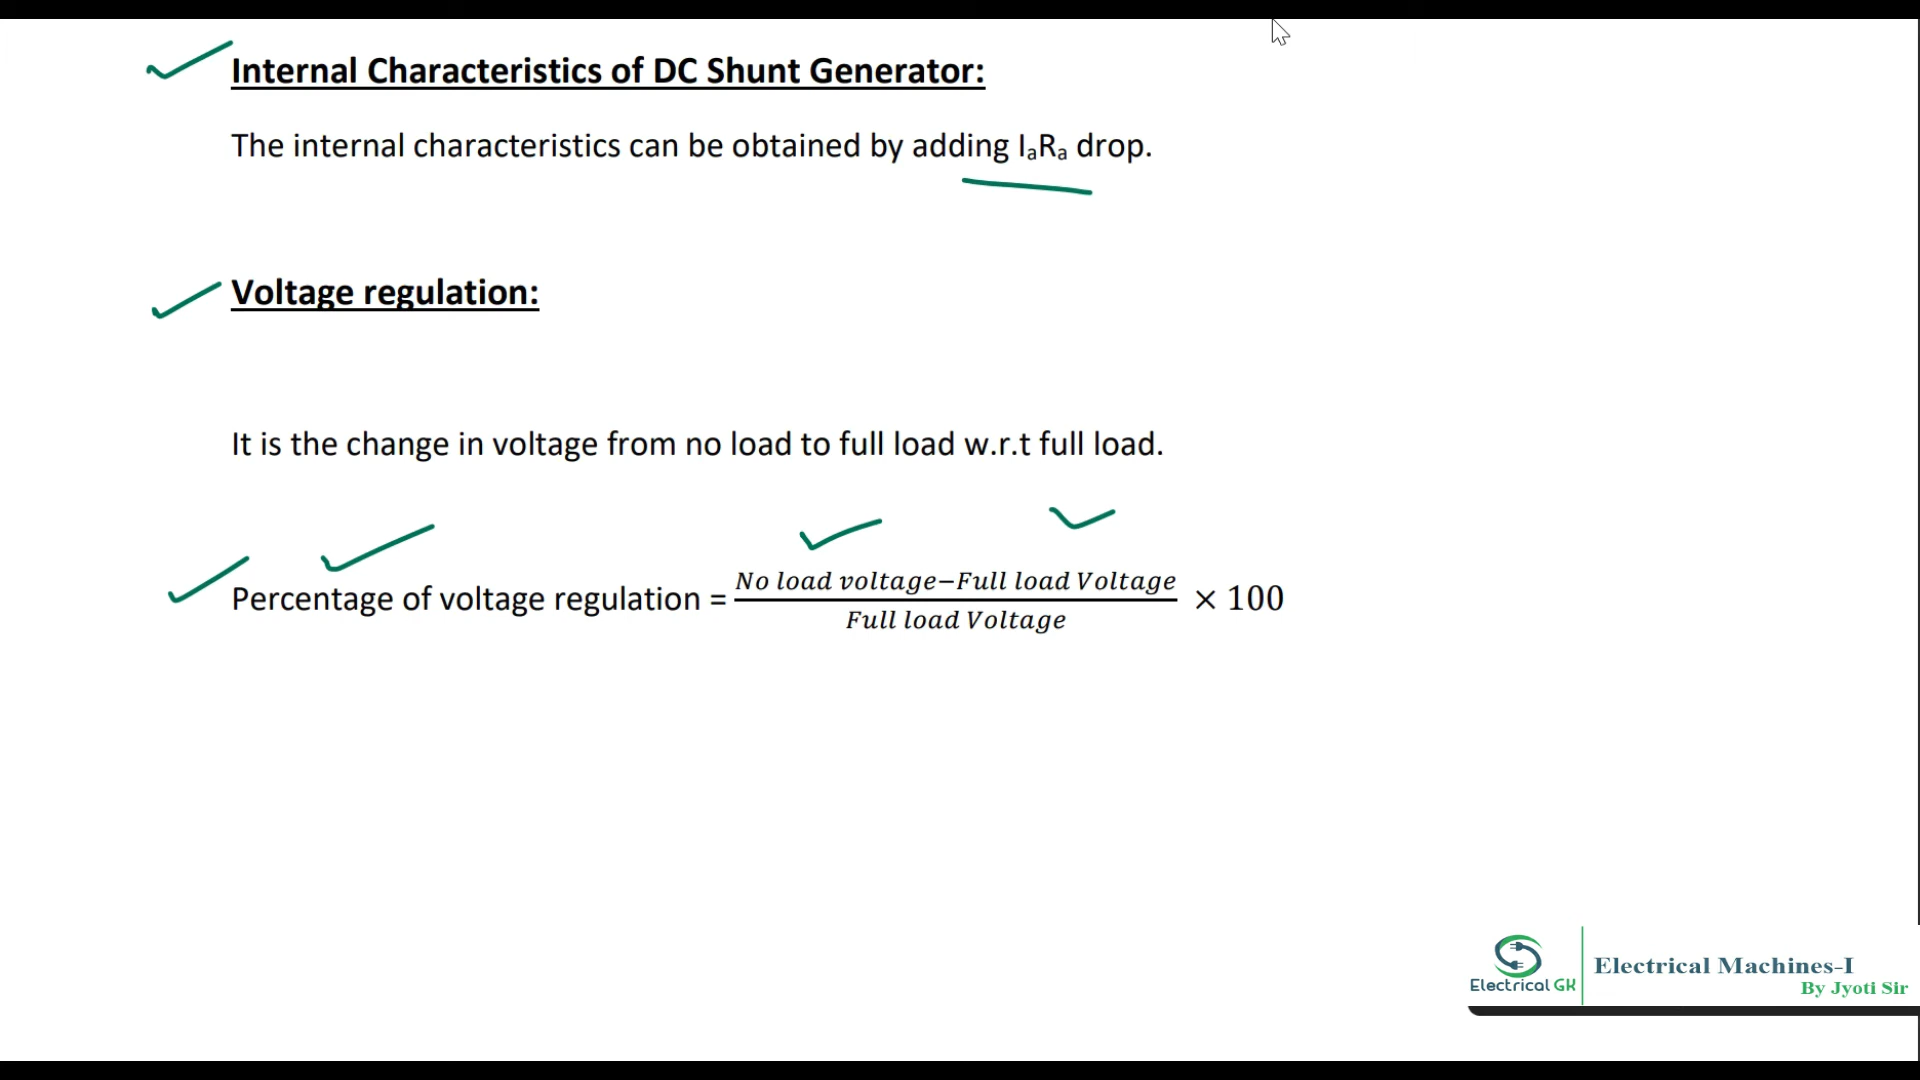 Internal Characteristics of DC Shunt Generator:
The internal characteristics can be obtained by adding IₐRₐ drop.
Voltage regulation:
It is the change in voltage from no load to full load w.r.t full load.
Percentage of voltage regulation = (No load voltage−Full load Voltage)/(Full load Voltage) × 100
Electrical GK
Electrical Machines-I
By Jyoti Sir